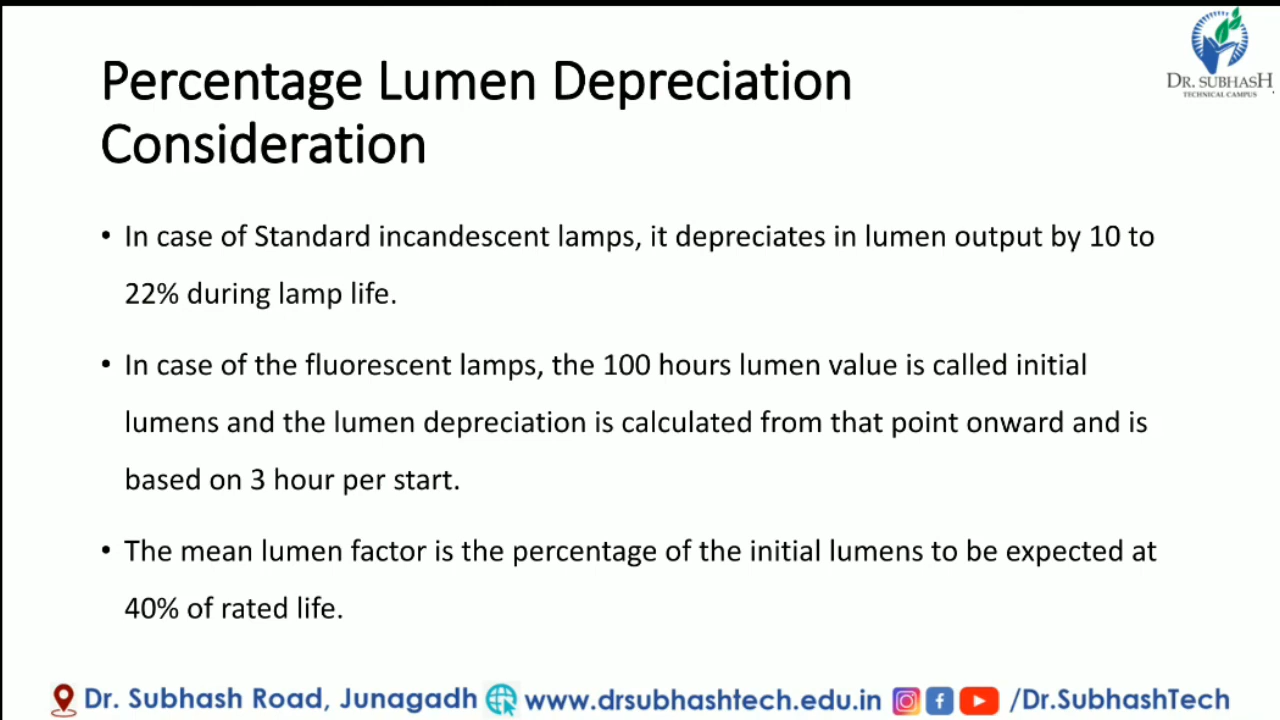 DR. SUBHASH
TECHNICAL CAMPUS
Percentage Lumen Depreciation
Consideration
• In case of Standard incandescent lamps, it depreciates in lumen output by 10 to
22% during lamp life.
• In case of the fluorescent lamps, the 100 hours lumen value is called initial
lumens and the lumen depreciation is calculated from that point onward and is
based on 3 hour per start.
• The mean lumen factor is the percentage of the initial lumens to be expected at
40% of rated life.
Dr. Subhash Road, Junagadh www.drsubhashtech.edu.in /Dr.SubhashTech